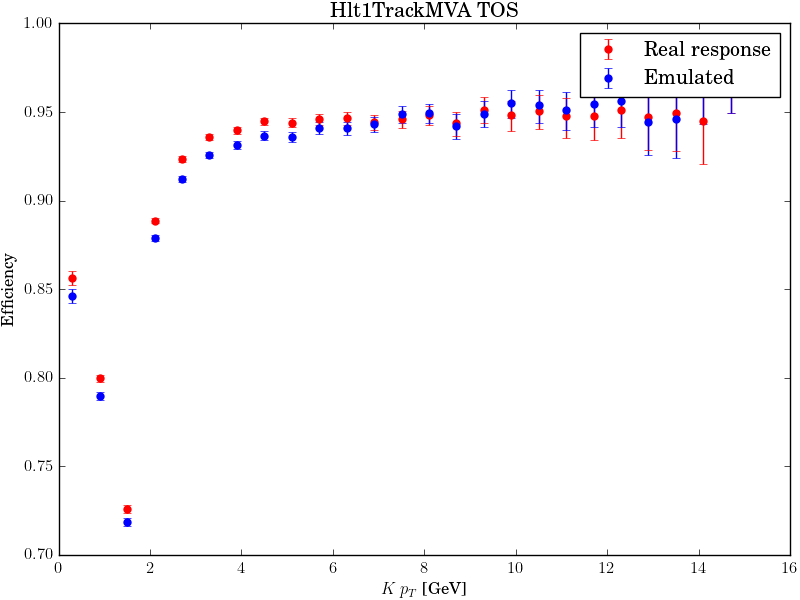 Hlt1TrackMVA TOS
Real response
Emulated
Efficiency
1.00
0.95
0.90
0.85
0.80
0.75
0.70
0 2 4 6 8 10 12 14 16
K p_T [GeV]